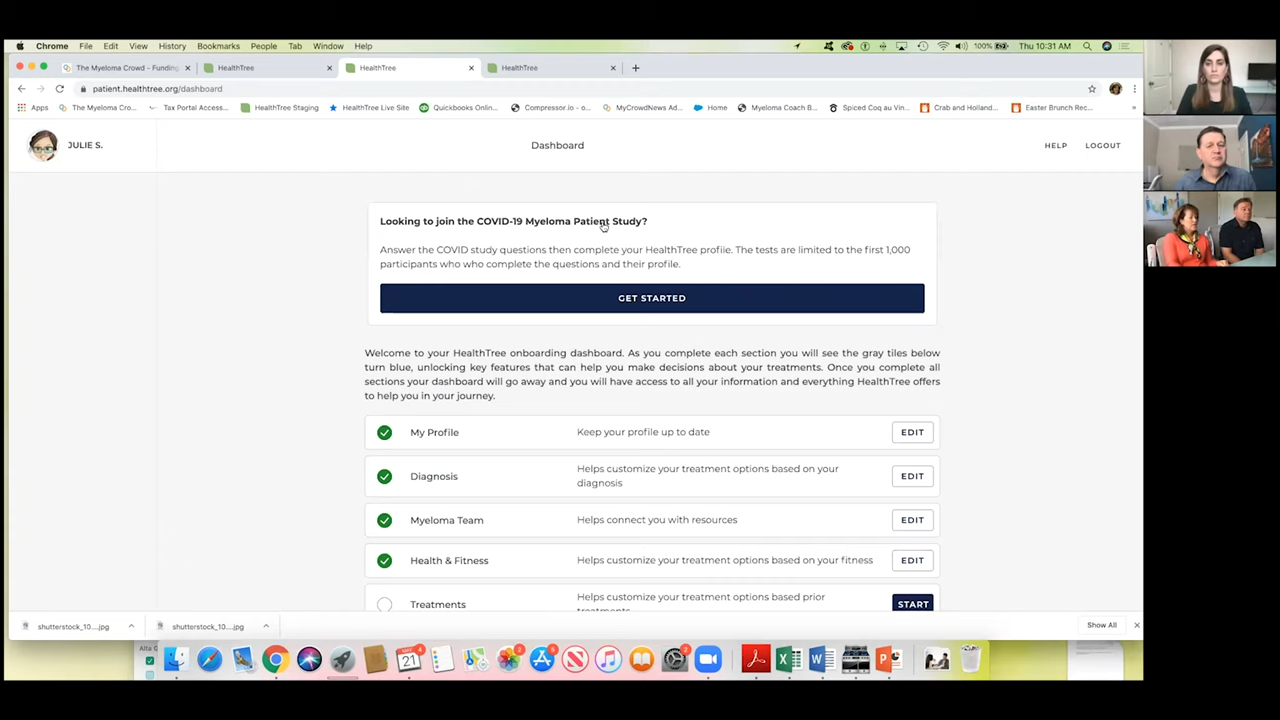 Chrome File Edit View History Bookmarks People Tab Window Help 100% Thu 10:31 AM
The Myeloma Crowd - Funding HealthTree HealthTree HealthTree
patient.healthtree.org/dashboard
Apps The Myeloma Cro... Tax Portal Access... HealthTree Staging HealthTree Live Site Quickbooks Onlin... Compressor.io - o... MyCrowdNews Ad... Home Myeloma Coach B... Spiced Coq au Vin... Crab and Holland... Easter Brunch Rec...
JULIE S. Dashboard HELP LOGOUT
Looking to join the COVID-19 Myeloma Patient Study?
Answer the COVID study questions then complete your HealthTree profile. The tests are limited to the first 1,000
participants who who complete the questions and their profile.
GET STARTED
Welcome to your HealthTree onboarding dashboard. As you complete each section you will see the gray tiles below
turn blue, unlocking key features that can help you make decisions about your treatments. Once you complete all
sections your dashboard will go away and you will have access to all your information and everything HealthTree offers
to help you in your journey.
My Profile Keep your profile up to date EDIT
Diagnosis Helps customize your treatment options based on your
diagnosis EDIT
Myeloma Team Helps connect you with resources EDIT
Health & Fitness Helps customize your treatment options based on your fitness EDIT
Treatments Helps customize your treatment options based prior
treatments START
shutterstock_10....jpg shutterstock_10....jpg Show All